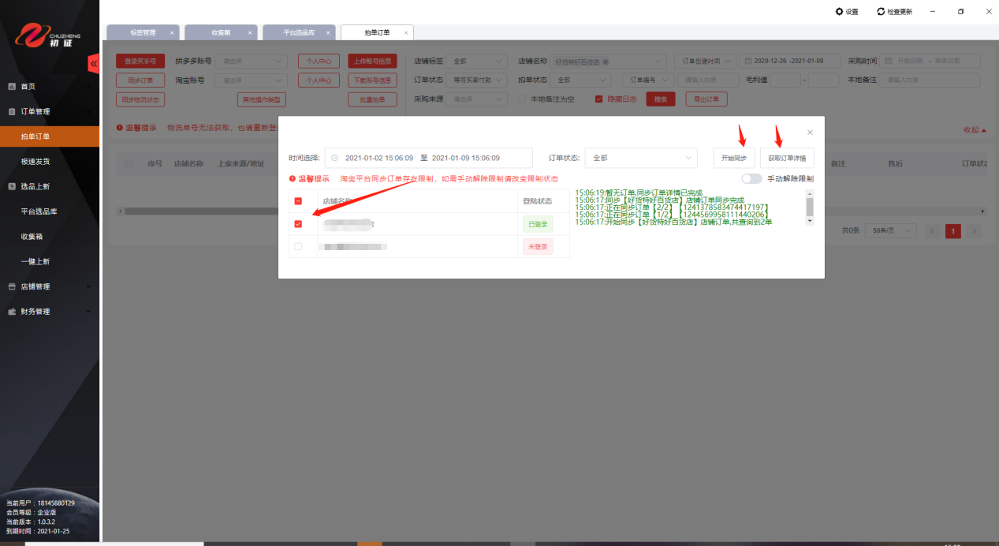 设置 检查更新
CHUZHENG
初 证
标签管理 × 收集箱 × 平台选品库 × 拍单订单 ×
首页
订单管理
拍单订单
极速发货
选品上新
平台选品库
收集箱
一键上新
店铺管理
财务管理
登录买手号 拼多多账号 请选择 个人中心 上传账号信息 店铺标签 全部 店铺名称 好货特好百货店 订单创建时间 2020-12-26 -2021-01-09 采购时间 开始日期 - 结束日期
同步订单 淘宝账号 请选择 个人中心 下载账号信息 订单状态 等待买家付款 拍单状态 全部 订单编号 请输入内容 毛利值 - 本地备注 请输入内容
同步物流状态 其他操作类型 批量拍单 采购来源 请选择 本地备注为空 隐藏日志 搜索 导出订单
温馨提示 物流单号无法获取，也请重新登 收起
序号 店铺名称 上家来源/地址 备注 售后 订单状态
时间选择: 2021-01-02 15:06:09 至 2021-01-09 15:06:09 订单状态: 全部 开始同步 获取订单详情
温馨提示 淘宝平台同步订单存在限制，如需手动解除限制请改变限制状态 手动解除限制
店铺名称 登陆状态
已登录
未登录
15:06:19:暂无订单,同步订单详情已完成
15:06:17:同步【好货特好百货店】店铺订单同步完成
15:06:17:正在同步订单【2/2】【1241378583474417197】
15:06:17:正在同步订单【1/2】【1244569958111440206】
15:06:17:开始同步【好货特好百货店】店铺订单,共查询到2单
共0条 50条/页 1
当前用户：18145880129
会员等级：企业版
当前版本：1.0.3.2
到期时间：2021-01-25